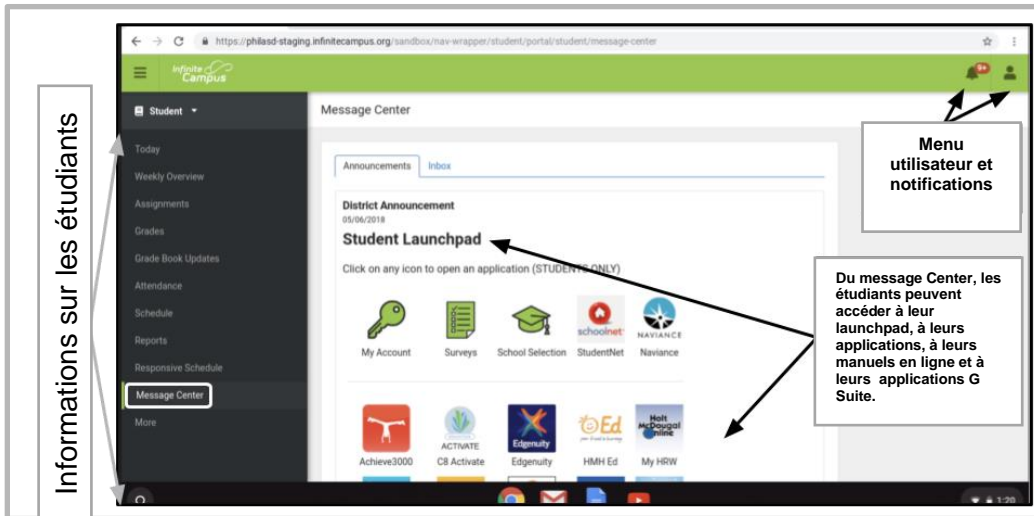 Informations sur les étudiants
https://philasd-staging.infinitecampus.org/sandbox/nav-wrapper/student/portal/student/message-center
Infinite
Campus
9+
Student
Message Center
Today
Weekly Overview
Assignments
Grades
Grade Book Updates
Attendance
Schedule
Reports
Responsive Schedule
Message Center
More
Announcements
Inbox
District Announcement
05/06/2018
Student Launchpad
Click on any icon to open an application (STUDENTS ONLY)
schoolnet
NAVIANCE
My Account
Surveys
School Selection
StudentNet
Naviance
ACTIVATE
Edgenuity
Ed
Holt
McDougal
Online
Achieve3000
C8 Activate
Edgenuity
HMH Ed
My HRW
1:20
Menu
utilisateur et
notifications
Du message Center, les
étudiants peuvent
accéder à leur
launchpad, à leurs
applications, à leurs
manuels en ligne et à
leurs applications G
Suite.